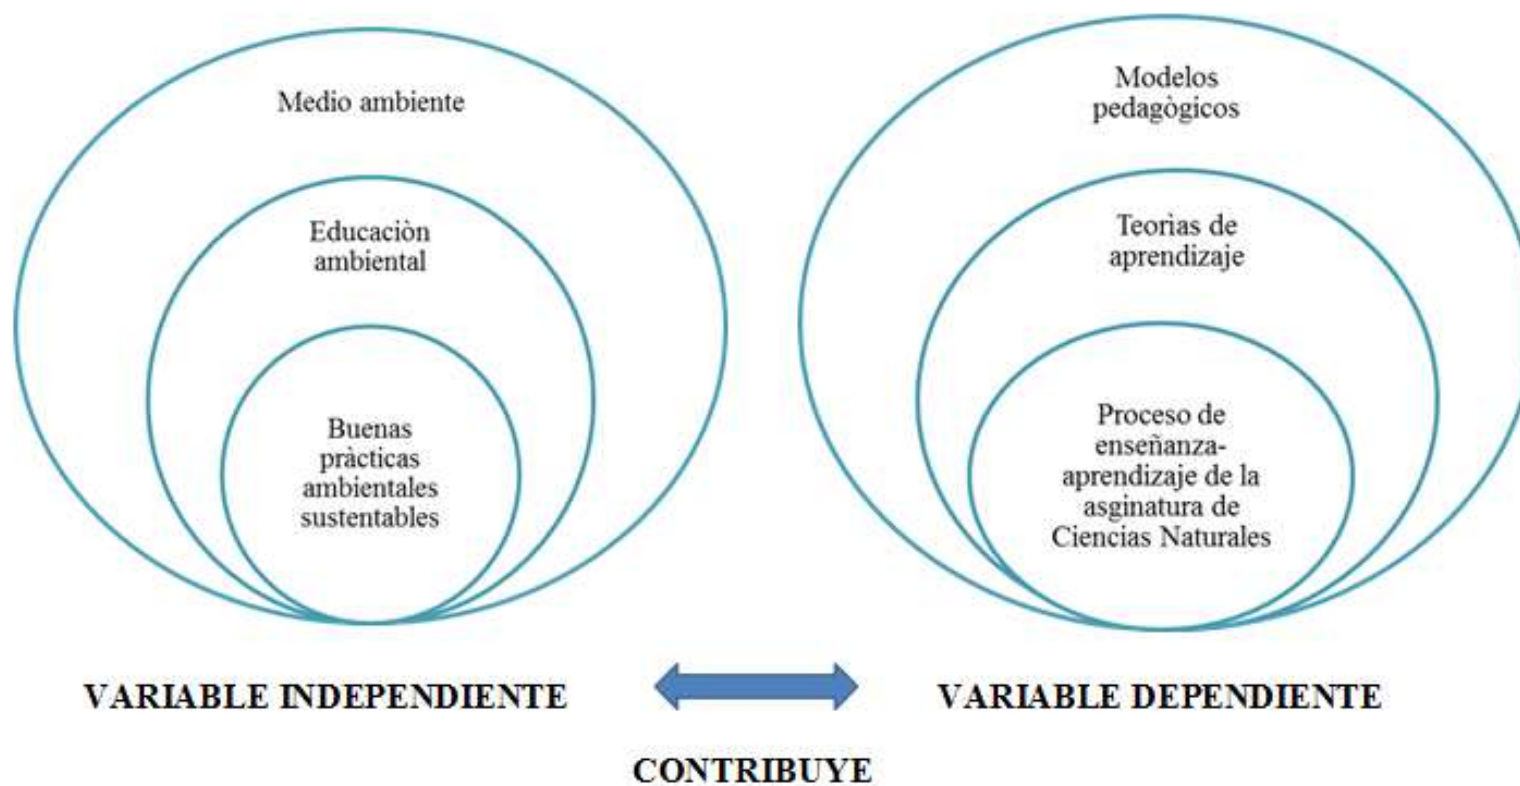 Medio ambiente
Educaciòn
ambiental
Buenas
pràcticas
ambientales
sustentables
Modelos
pedagògicos
Teorias de
aprendizaje
Proceso de
enseñanza-
aprendizaje de la
asginatura de
Ciencias Naturales
VARIABLE INDEPENDIENTE
VARIABLE DEPENDIENTE
CONTRIBUYE